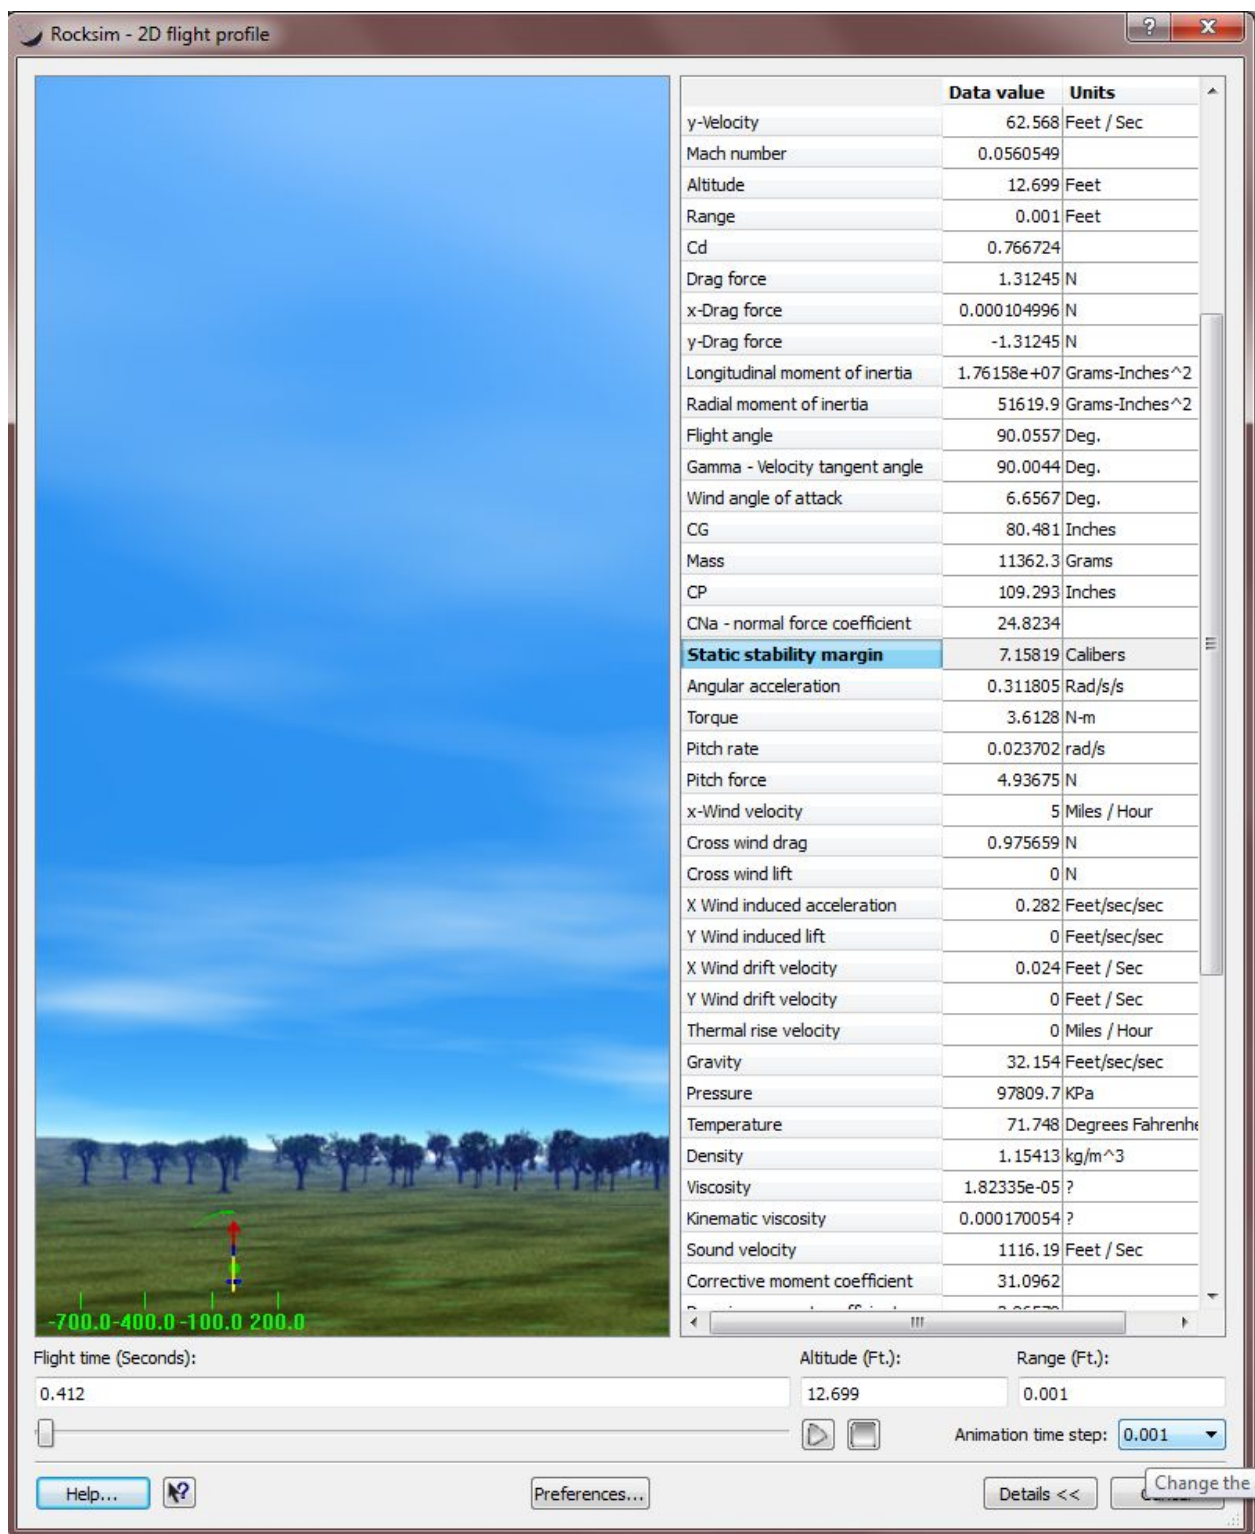 Rocksim - 2D flight profile
Data value Units
y-Velocity 62.568 Feet / Sec
Mach number 0.0560549
Altitude 12.699 Feet
Range 0.001 Feet
Cd 0.766724
Drag force 1.31245 N
x-Drag force 0.000104996 N
y-Drag force -1.31245 N
Longitudinal moment of inertia 1.76158e+07 Grams-Inches^2
Radial moment of inertia 51619.9 Grams-Inches^2
Flight angle 90.0557 Deg.
Gamma - Velocity tangent angle 90.0044 Deg.
Wind angle of attack 6.6567 Deg.
CG 80.481 Inches
Mass 11362.3 Grams
CP 109.293 Inches
CNa - normal force coefficient 24.8234
Static stability margin 7.15819 Calibers
Angular acceleration 0.311805 Rad/s/s
Torque 3.6128 N-m
Pitch rate 0.023702 rad/s
Pitch force 4.93675 N
x-Wind velocity 5 Miles / Hour
Cross wind drag 0.975659 N
Cross wind lift 0 N
X Wind induced acceleration 0.282 Feet/sec/sec
Y Wind induced lift 0 Feet/sec/sec
X Wind drift velocity 0.024 Feet / Sec
Y Wind drift velocity 0 Feet / Sec
Thermal rise velocity 0 Miles / Hour
Gravity 32.154 Feet/sec/sec
Pressure 97809.7 KPa
Temperature 71.748 Degrees Fahrenhe
Density 1.15413 kg/m^3
Viscosity 1.82335e-05 ?
Kinematic viscosity 0.000170054 ?
Sound velocity 1116.19 Feet / Sec
Corrective moment coefficient 31.0962
-700.0-400.0-100.0 200.0
Flight time (Seconds): Altitude (Ft.): Range (Ft.):
0.412 12.699 0.001
Animation time step: 0.001
Help... Preferences... Details <<
Change the